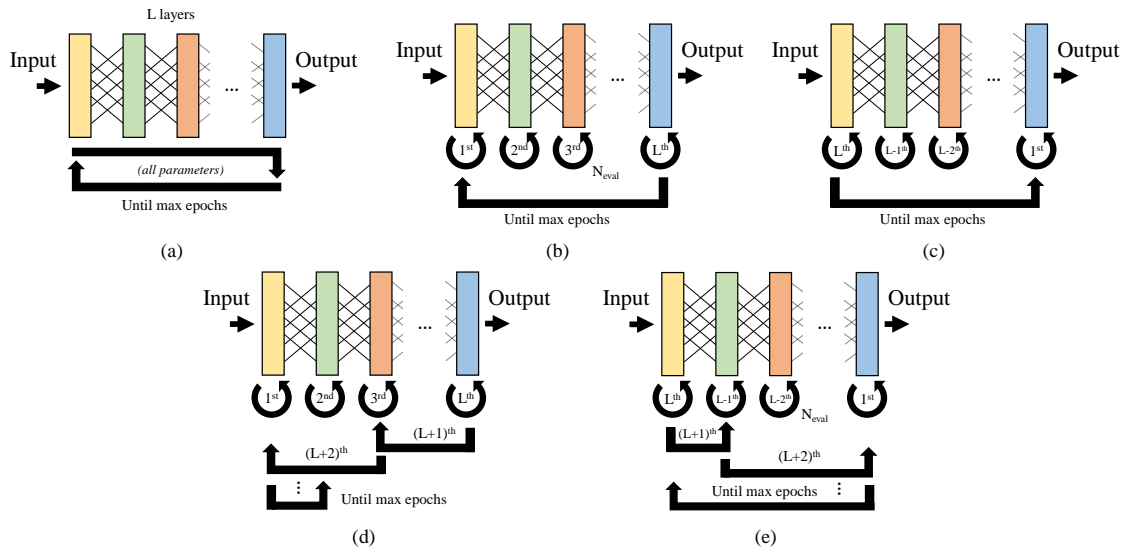 L layers
Input
Output
...
(all parameters)
Until max epochs
(a)
Input
Output
...
1st
2nd
3rd
Lth
Neval
Until max epochs
(b)
Input
Output
...
Lth
L-1th
L-2th
1st
Until max epochs
(c)
Input
Output
...
1st
2nd
3rd
Lth
(L+1)th
(L+2)th
⋮
Until max epochs
(d)
Input
Output
...
Lth
L-1th
L-2th
1st
Neval
(L+1)th
(L+2)th
Until max epochs
⋮
(e)